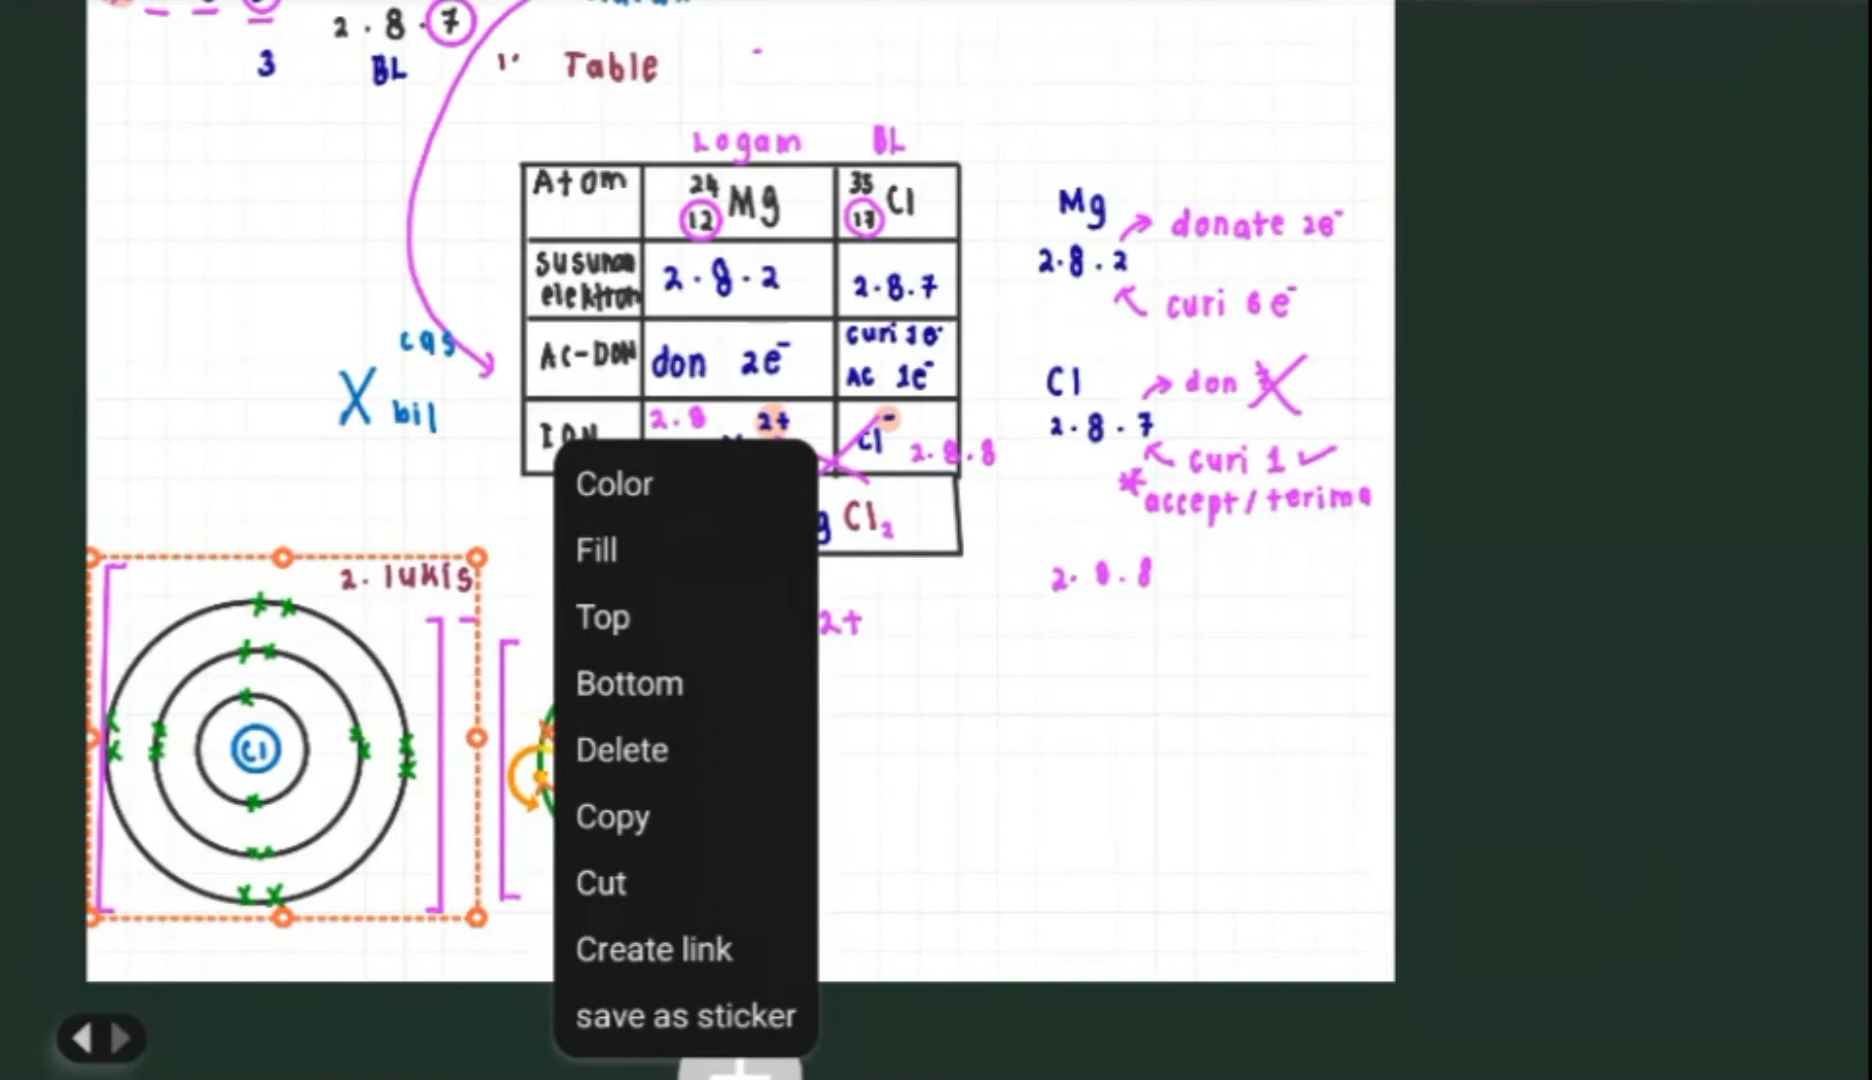 2.8.7
3 BL 1. Table
Logam BL
Atom 24 12 Mg 35 17 Cl
susunan elektron 2.8.2 2.8.7
AC-DON don 2e⁻ curi 1e⁻ AC 1e⁻
ION 2.8 2+ Cl⁻ 2.8.8
g Cl₂
2+
Mg
donate 2e⁻
2.8.2
curi 6e⁻
Cl
don 7
2.8.7
curi 1 ✓
* accept/terima
2.8.8
cas
X bil
2. lukis
Cl
Color
Fill
Top
Bottom
Delete
Copy
Cut
Create link
save as sticker